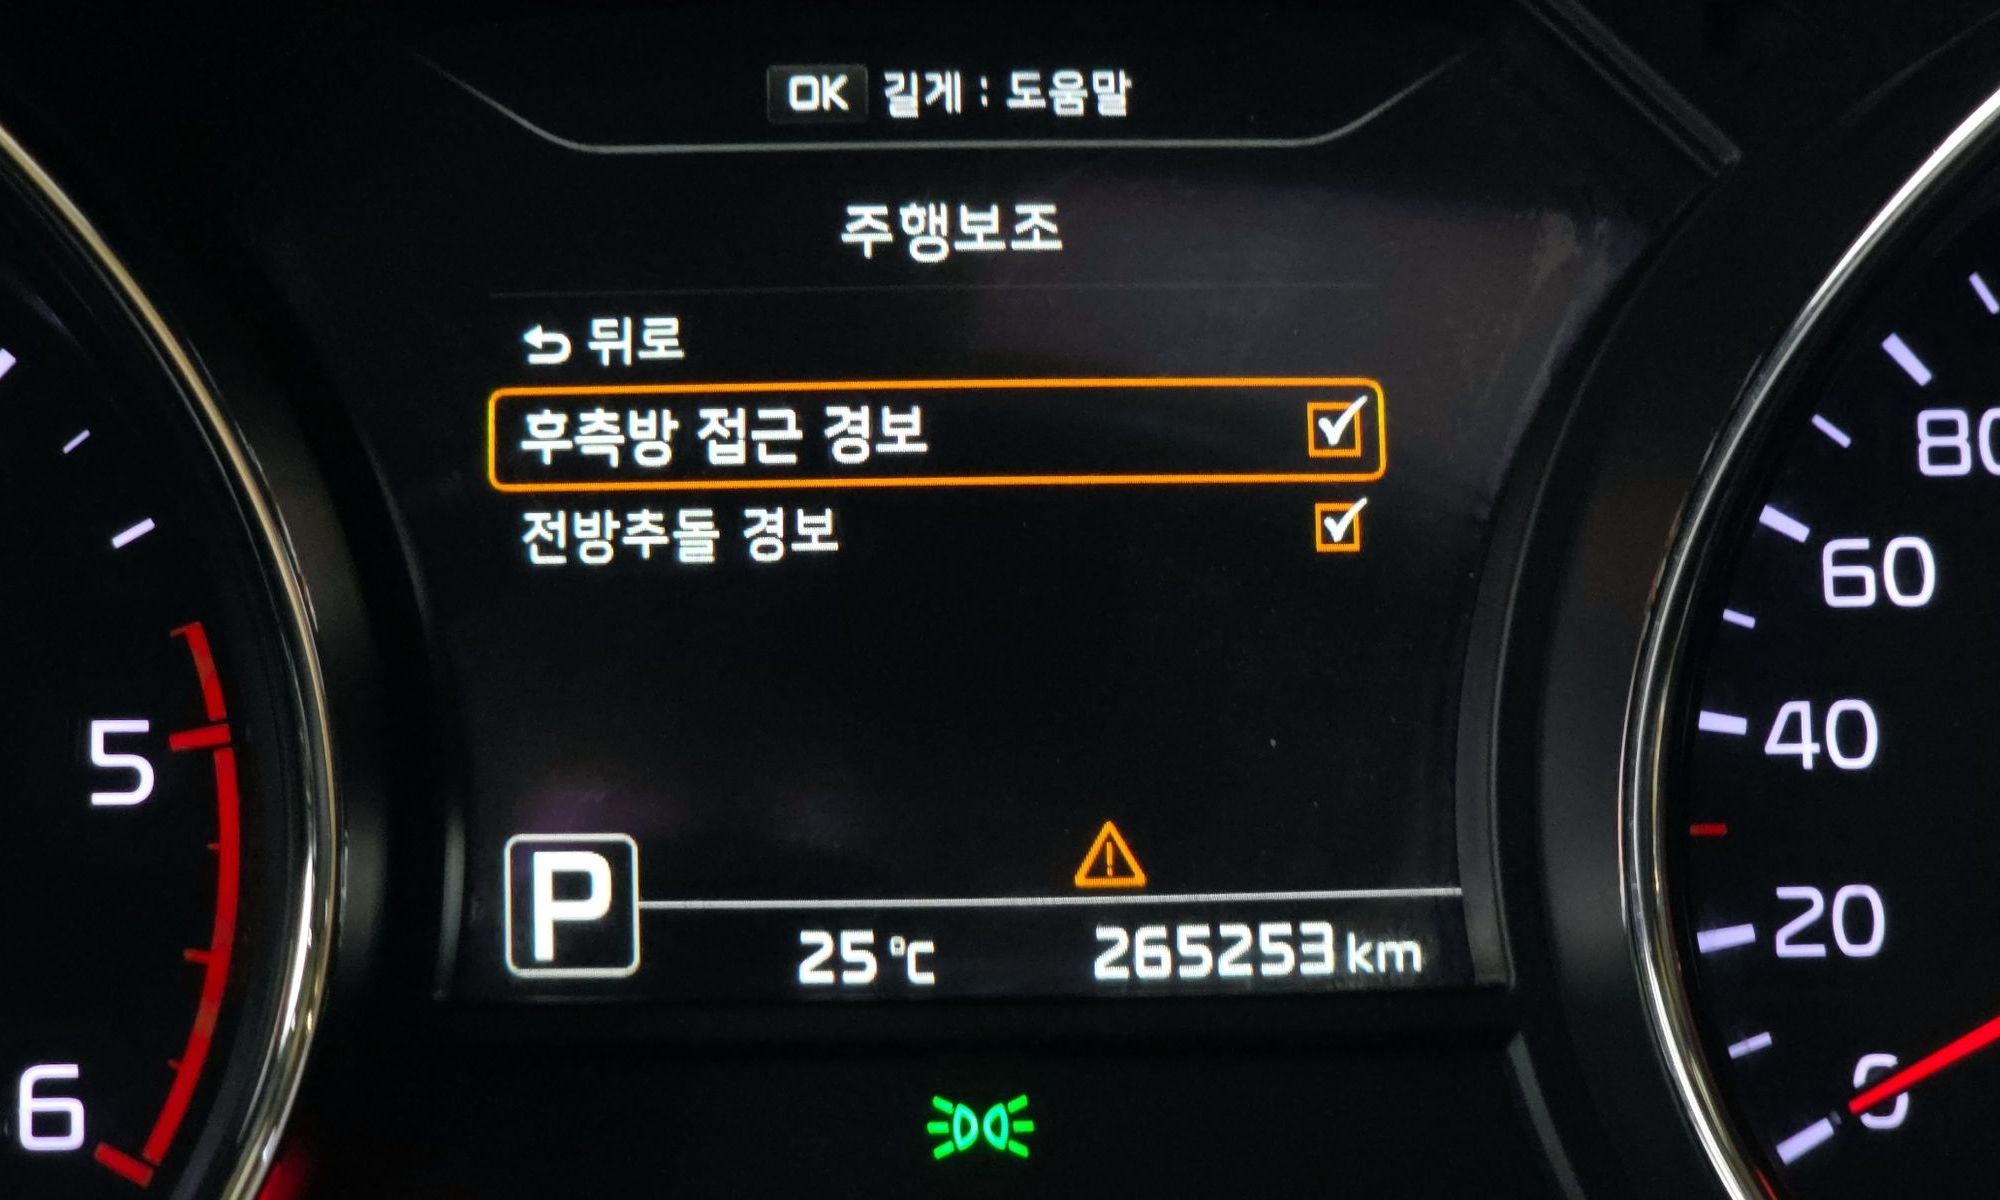 OK 길게 : 도움말
주행보조
뒤로
후측방 접근 경보
전방추돌 경보
P
25℃ 265253 km
5
6
80
60
40
20
0